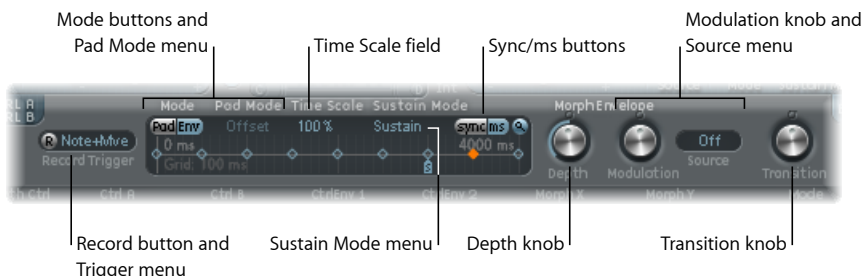 Mode buttons and
Pad Mode menu
Time Scale field
Sync/ms buttons
Modulation knob and
Source menu
Mode Pad Mode Time Scale Sustain Mode
Morph Envelope
Pad Env Offset 100% Sustain sync ms
R Note+Mve
Record Trigger
0 ms
4000 ms
Grid: 100 ms
S
Off
Source
Depth
Modulation
Transition
Ctrl A
Ctrl B
CtrlEnv 1
CtrlEnv 2
Morph X
Morph Y
Mode
Record button and
Trigger menu
Sustain Mode menu
Depth knob
Transition knob